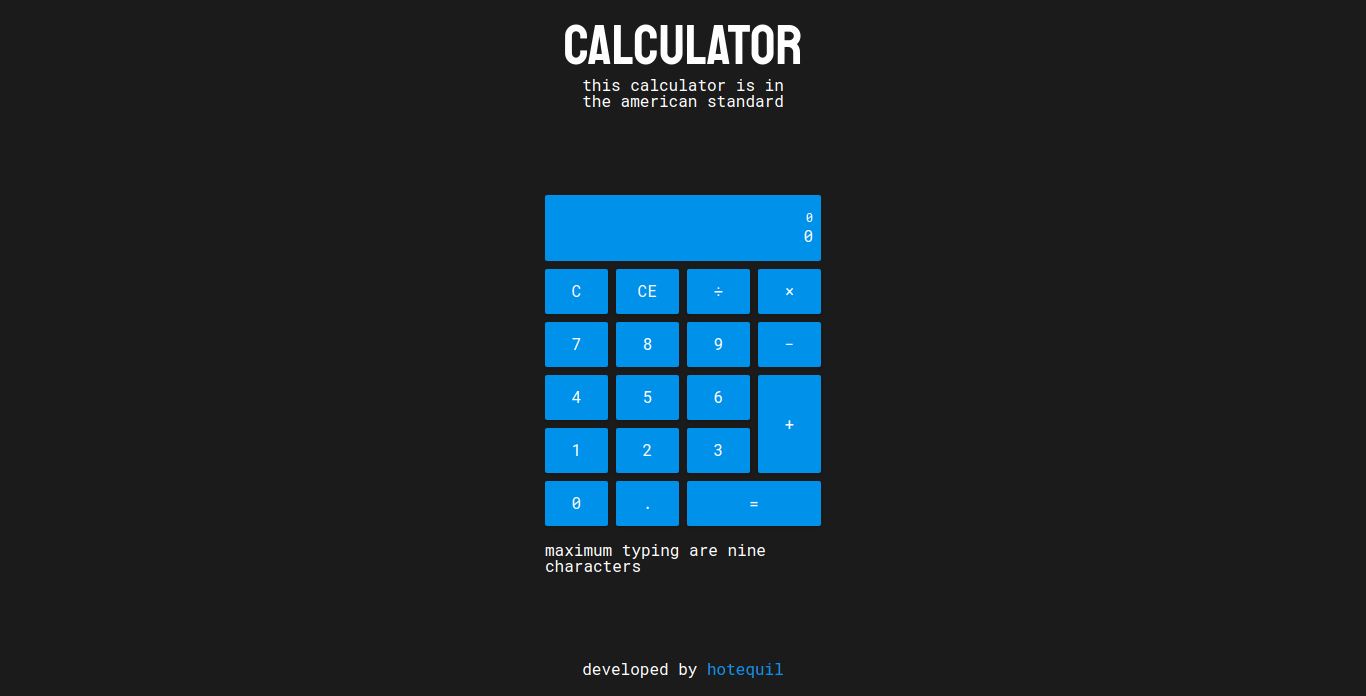 CALCULATOR
this calculator is in
the american standard
0
0
C CE ÷ ×
7 8 9 −
4 5 6
+
1 2 3
0 . =
maximum typing are nine
characters
developed by hotequil